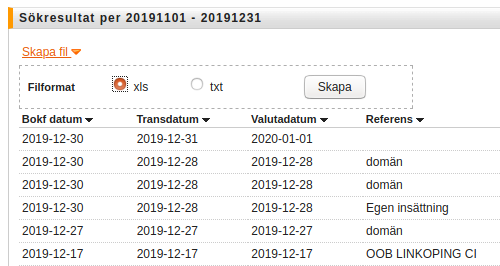 Sökresultat per 20191101 - 20191231
Skapa fil
Filformat xls txt Skapa
Bokf datum Transdatum Valutadatum Referens
2019-12-30 2019-12-31 2020-01-01
2019-12-30 2019-12-28 2019-12-28 domän
2019-12-30 2019-12-28 2019-12-28 domän
2019-12-30 2019-12-28 2019-12-28 Egen insättning
2019-12-27 2019-12-27 2019-12-27 domän
2019-12-17 2019-12-17 2019-12-17 OOB LINKOPING CI